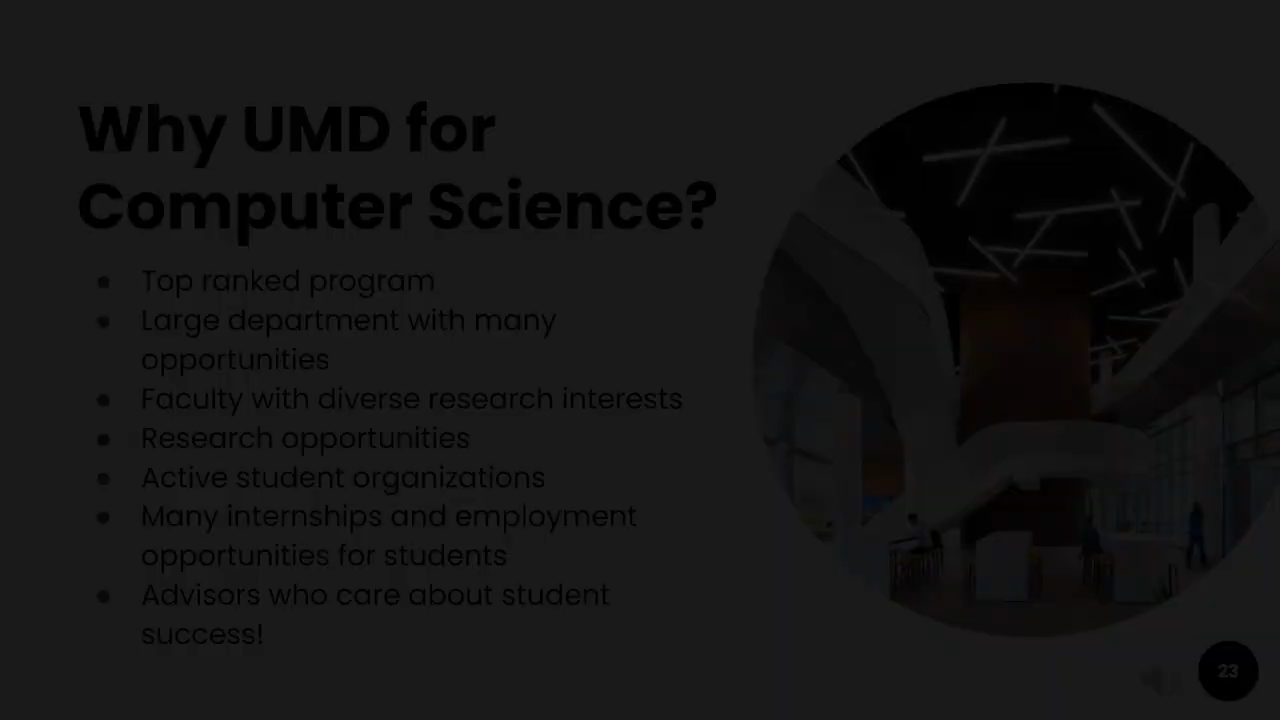 Why UMD for
Computer Science?
● Top ranked program
● Large department with many
opportunities
● Faculty with diverse research interests
● Research opportunities
● Active student organizations
● Many internships and employment
opportunities for students
● Advisors who care about student
success!
23